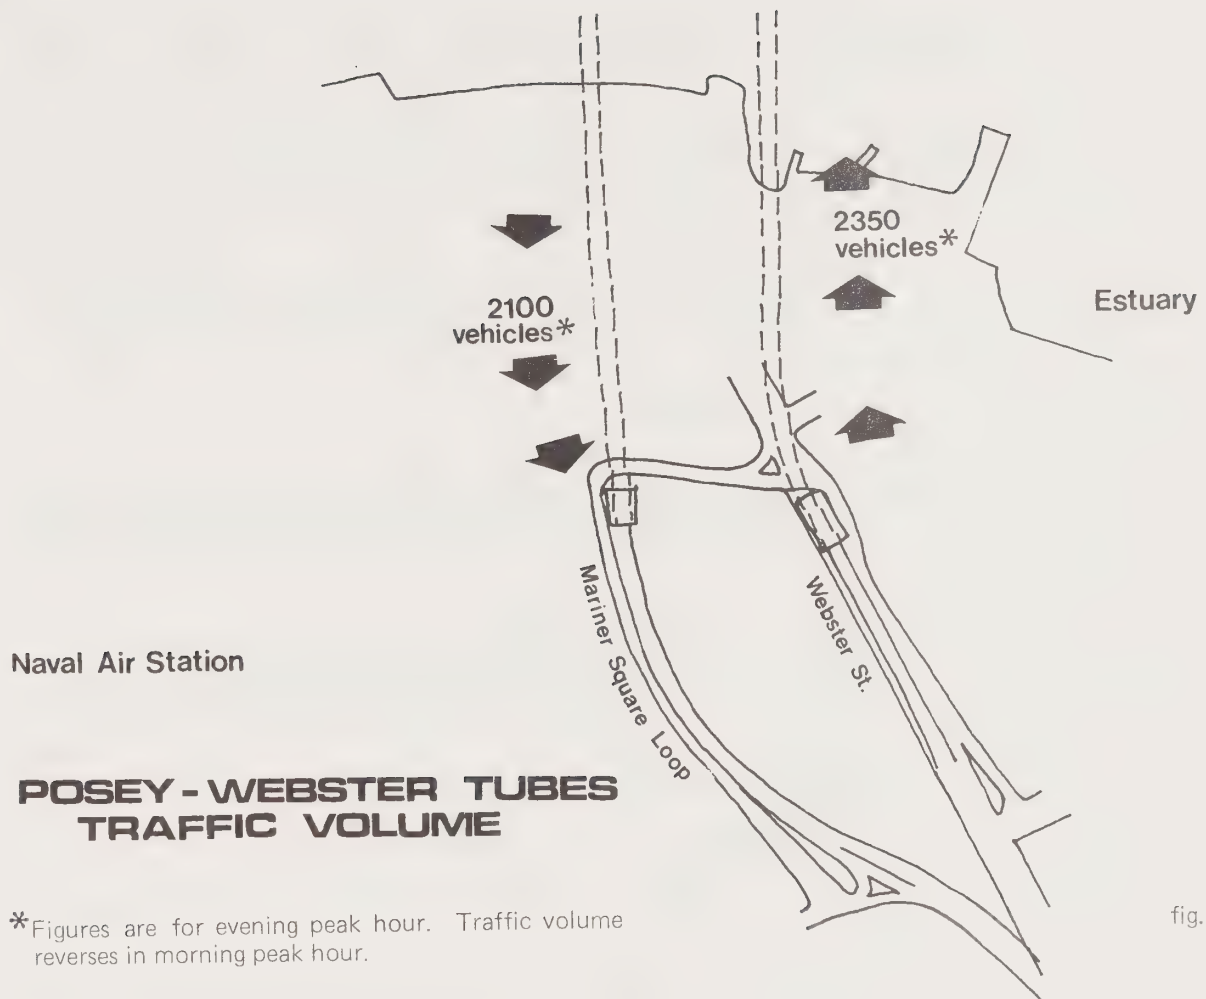 2350
vehicles*
Estuary
2100
vehicles*
Mariner Square Loop
Webster St.
Naval Air Station
POSEY-WEBSTER TUBES
TRAFFIC VOLUME
*Figures are for evening peak hour. Traffic volume
reverses in morning peak hour.
fig.